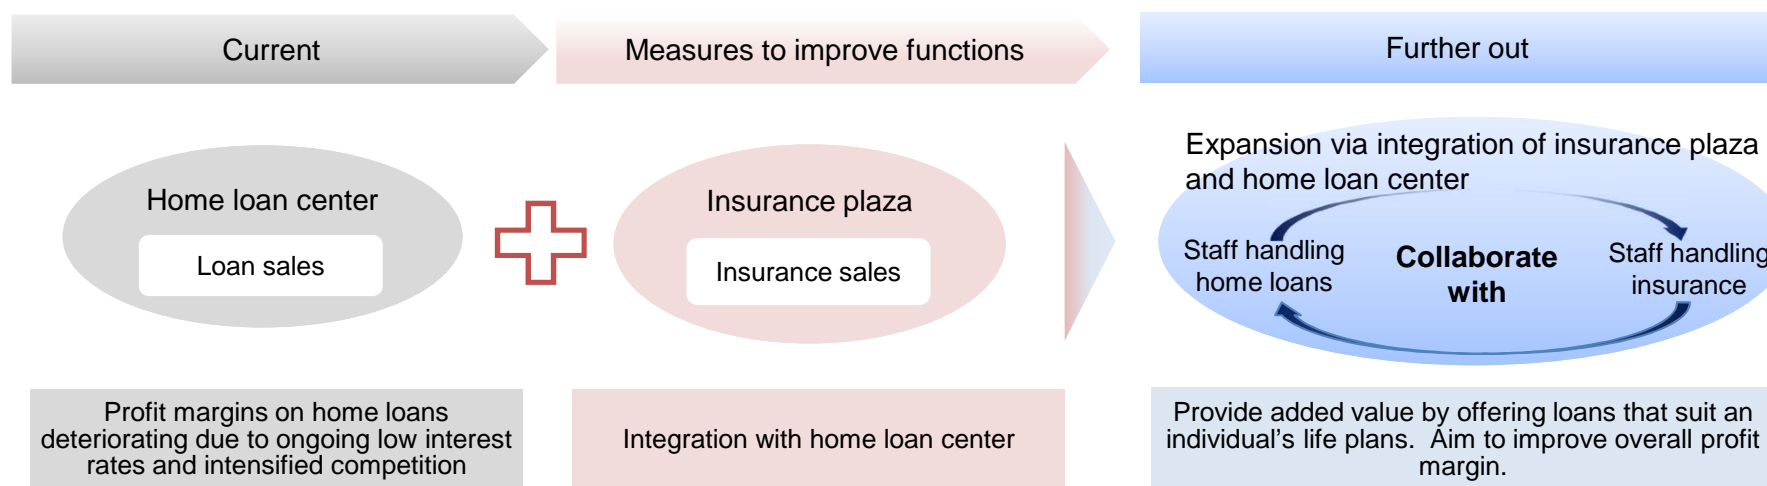 Current
Measures to improve functions
Further out
Home loan center
Loan sales
Insurance plaza
Insurance sales
Expansion via integration of insurance plaza
and home loan center
Staff handling
home loans
Collaborate
with
Staff handling
insurance
Profit margins on home loans
deteriorating due to ongoing low interest
rates and intensified competition
Integration with home loan center
Provide added value by offering loans that suit an
individual’s life plans.  Aim to improve overall profit
margin.